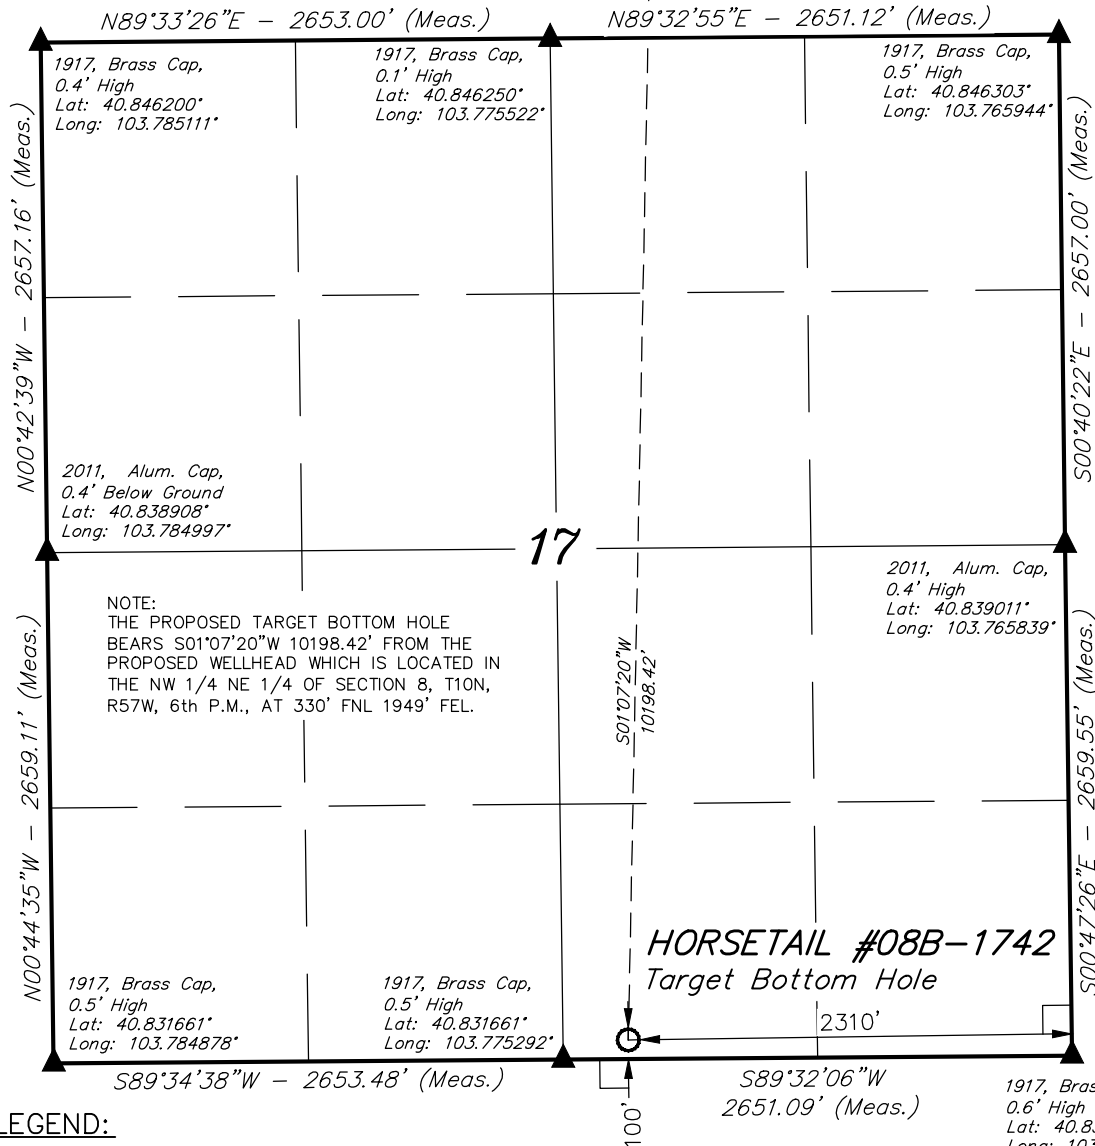 N89°33'26"E - 2653.00' (Meas.)
N89°32'55"E - 2651.12' (Meas.)
1917, Brass Cap,
0.4' High
Lat: 40.846200°
Long: 103.785111°
1917, Brass Cap,
0.1' High
Lat: 40.846250°
Long: 103.775522°
1917, Brass Cap,
0.5' High
Lat: 40.846303°
Long: 103.765944°
N00°42'39"W - 2657.16' (Meas.)
S00°40'22"E - 2657.00' (Meas.)
2011, Alum. Cap,
0.4' Below Ground
Lat: 40.838908°
Long: 103.784997°
17
2011, Alum. Cap,
0.4' High
Lat: 40.839011°
Long: 103.765839°
NOTE:
THE PROPOSED TARGET BOTTOM HOLE
BEARS S01°07'20"W 10198.42' FROM THE
PROPOSED WELLHEAD WHICH IS LOCATED IN
THE NW 1/4 NE 1/4 OF SECTION 8, T10N,
R57W, 6th P.M., AT 330' FNL 1949' FEL.
S01°07'20"W
10198.42'
N00°44'35"W - 2659.11' (Meas.)
S00°47'26"E - 2659.55' (Meas.)
HORSETAIL #08B-1742
Target Bottom Hole
1917, Brass Cap,
0.5' High
Lat: 40.831661°
Long: 103.784878°
1917, Brass Cap,
0.5' High
Lat: 40.831661°
Long: 103.775292°
2310'
S89°34'38"W - 2653.48' (Meas.)
S89°32'06"W
2651.09' (Meas.)
100'
1917, Bras
0.6' High
Lat: 40.83
LEGEND: